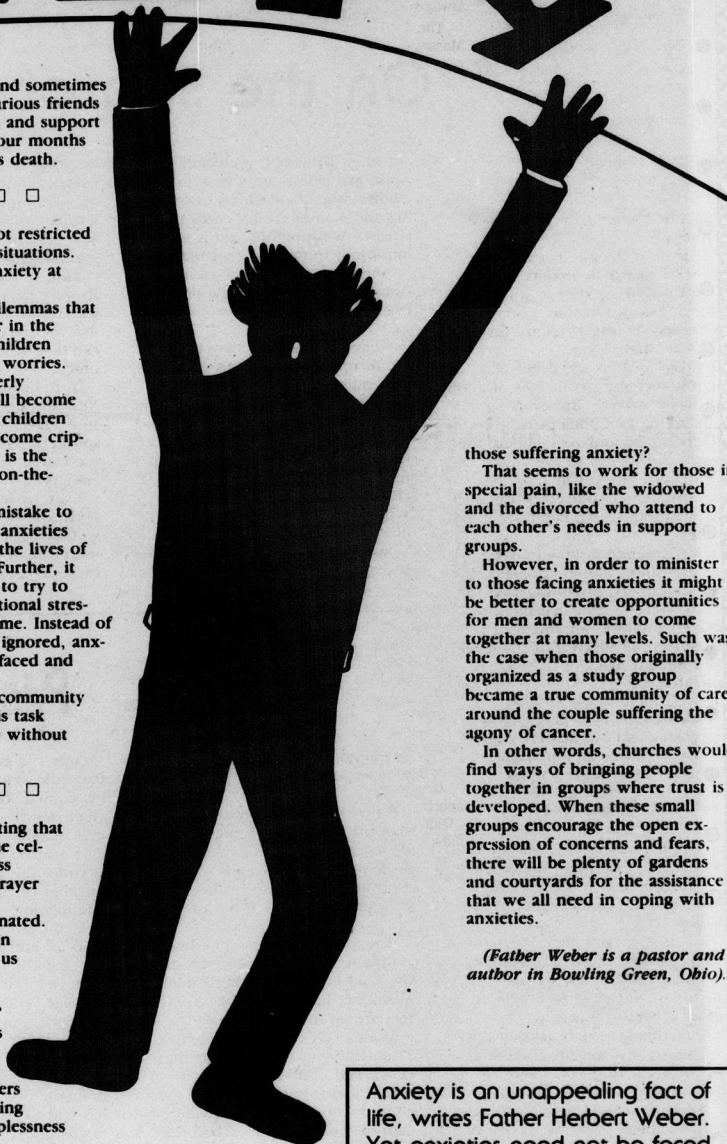 The
nd sometimes
arious friends
and support
our months
s death.
ot restricted
situations.
nxiety at
ilemmas that
r in the
hildren
worries.
erly
ll become
children
come crip-
is the
on-the-
mistake to
anxieties
the lives of
Further, it
to try to
tional stres-
me. Instead of
ignored, anx-
faced and
community
is task
without
ting that
e cel-
ss
rayer
nated.
n
us
s
ers
ing
plessness
those suffering anxiety?
That seems to work for those i
special pain, like the widowed
and the divorced who attend to
each other's needs in support
groups.
However, in order to minister
to those facing anxieties it might
be better to create opportunities
for men and women to come
together at many levels. Such was
the case when those originally
organized as a study group
became a true community of care
around the couple suffering the
agony of cancer.
In other words, churches woul
find ways of bringing people
together in groups where trust is
developed. When these small
groups encourage the open ex-
pression of concerns and fears,
there will be plenty of gardens
and courtyards for the assistance
that we all need in coping with
anxieties.
(Father Weber is a pastor and
author in Bowling Green, Ohio).
Anxiety is an unappealing fact of
life, writes Father Herbert Weber.
Yet anxieties need not be faced